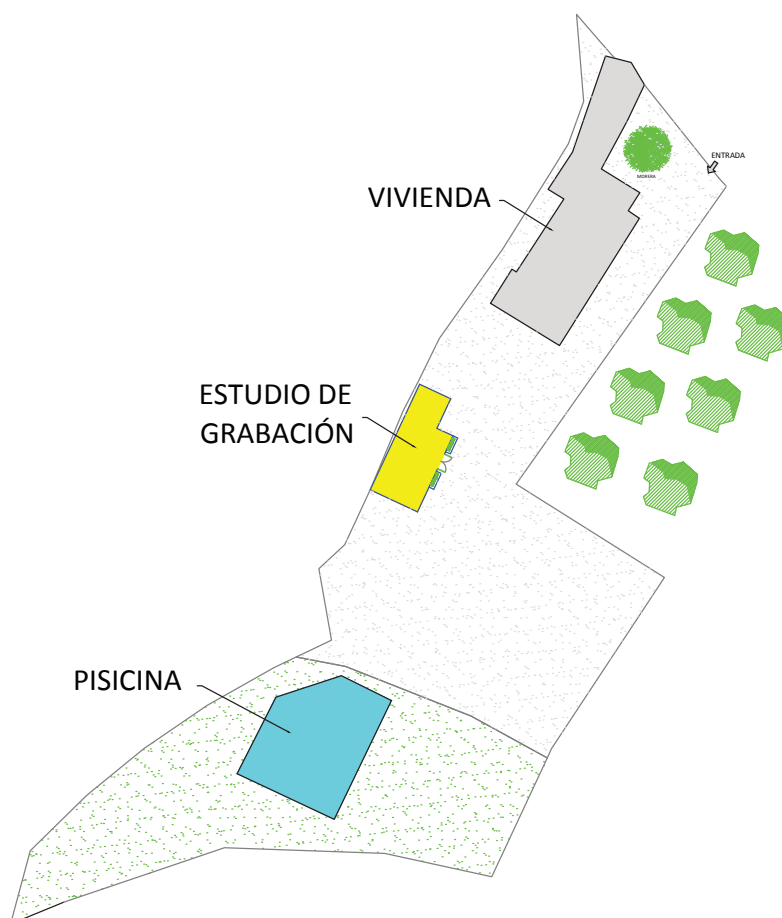 ENTRADA
MORERA
VIVIENDA
ESTUDIO DE
GRABACIÓN
PISICINA